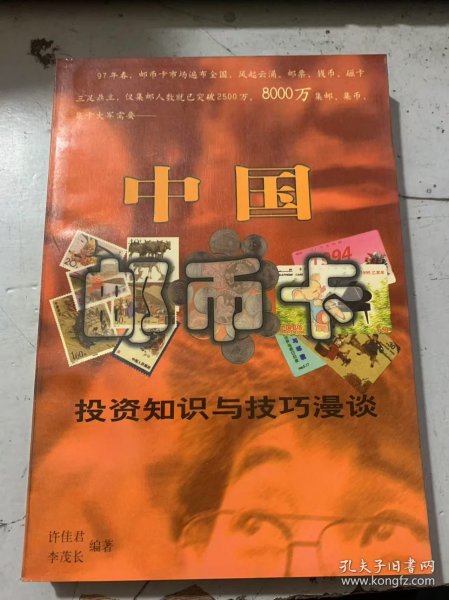 97年春，邮币卡市场遍布全国，风起云涌。邮票、钱币、磁卡
三足鼎立，仅集邮人数就已突破2500万。8000万集邮、集币、
集卡大军需要——
中国
邮币卡
投资知识与技巧漫谈
许佳君
李茂长
编著
孔夫子旧书网
www.kongfz.com